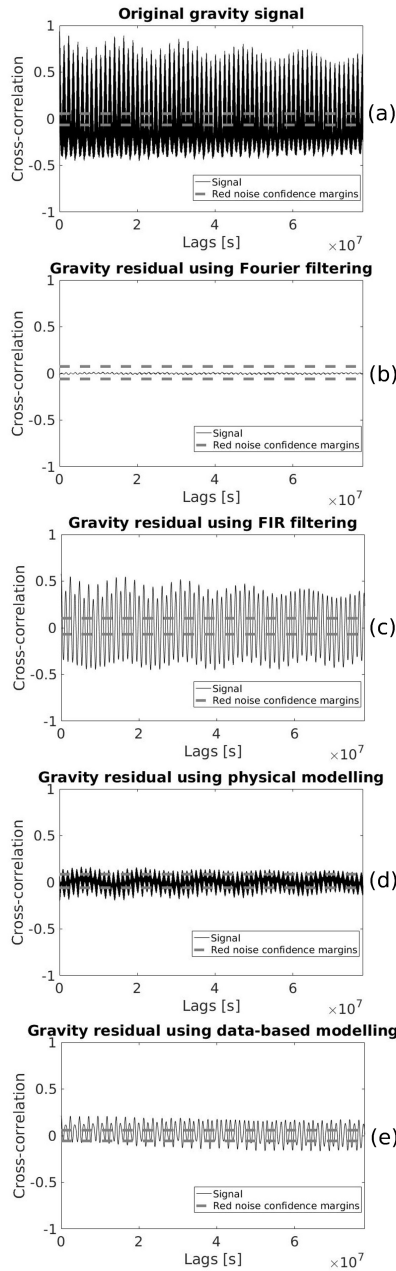 Original gravity signal
1
0.5
0
-0.5
-1
Cross-correlation
Signal
Red noise confidence margins
0 2 4 6
Lags [s]
×10^7
(a)
Gravity residual using Fourier filtering
1
0.5
0
-0.5
-1
Cross-correlation
Signal
Red noise confidence margins
0 2 4 6
Lags [s]
×10^7
(b)
Gravity residual using FIR filtering
1
0.5
0
-0.5
-1
Cross-correlation
Signal
Red noise confidence margins
0 2 4 6
Lags [s]
×10^7
(c)
Gravity residual using physical modelling
1
0.5
0
-0.5
-1
Cross-correlation
Signal
Red noise confidence margins
0 2 4 6
Lags [s]
×10^7
(d)
Gravity residual using data-based modelling
1
0.5
0
-0.5
-1
Cross-correlation
Signal
Red noise confidence margins
0 2 4 6
Lags [s]
×10^7
(e)